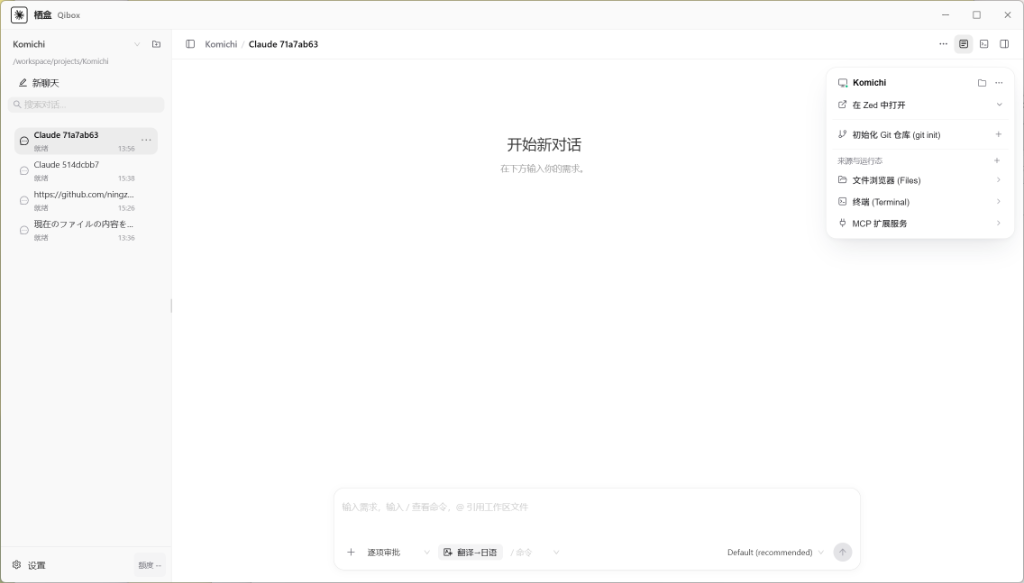 栖盒 Qibox
Komichi
/workspace/projects/Komichi
新聊天
搜索对话...
Claude 71a7ab63
就绪 13:56
Claude 514dcbb7
就绪 15:38
https://github.com/ningz...
就绪 15:26
現在のファイルの内容を...
就绪 13:36
设置
额度 --
Komichi / Claude 71a7ab63
开始新对话
在下方输入你的需求。
Komichi
在 Zed 中打开
初始化 Git 仓库 (git init)
来源与运行态
文件浏览器 (Files)
终端 (Terminal)
MCP 扩展服务
输入需求，输入 / 查看命令，@ 引用工作区文件
逐项审批
翻译→日语
/ 命令
Default (recommended)